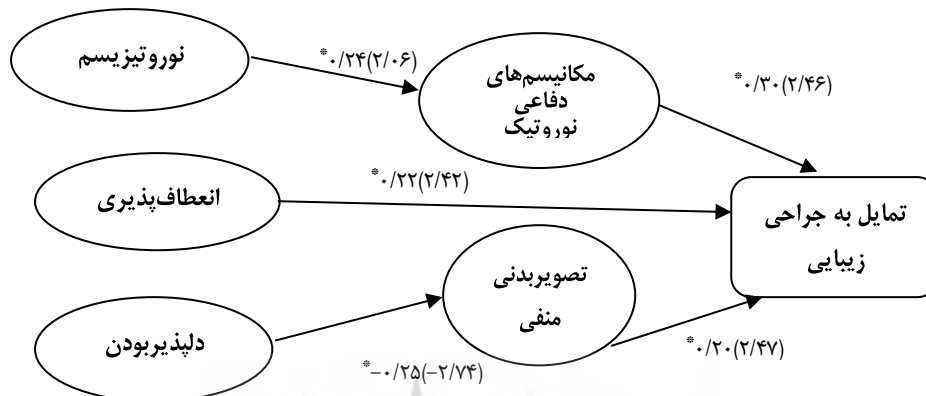 نوروتیزیسم
*۰/۲۴(۲/۰۶)
مکانیسم‌های
دفاعی
نوروتیک
*۰/۳۰(۲/۴۶)
انعطاف‌پذیری
*۰/۲۲(۲/۴۲)
تمایل به جراحی
زیبایی
دلپذیربودن
*-۰/۲۵(-۲/۷۴)
تصویربدنی
منفی
*۰/۲۰(۲/۴۷)